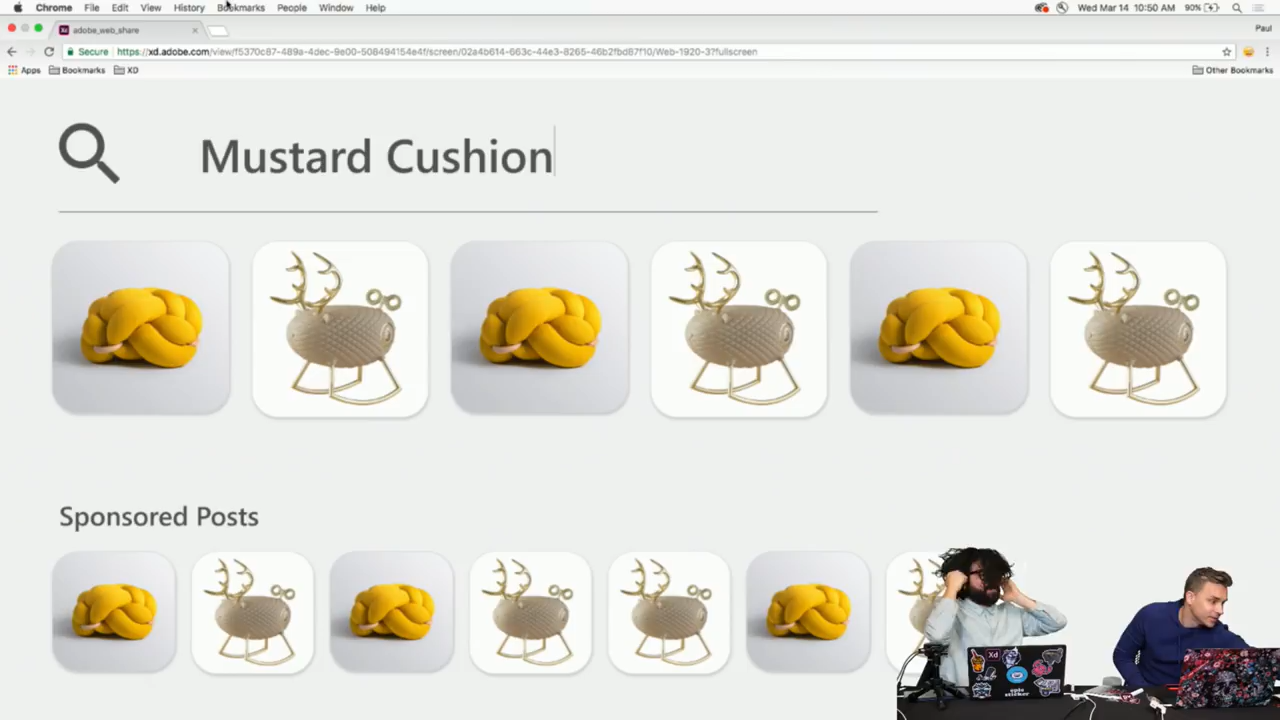 Chrome File Edit View History Bookmarks People Window Help Wed Mar 14 10:50 AM 90%
Xd adobe_web_share Paul
Secure https://xd.adobe.com/view/f5370c87-489a-4dec-9e00-508494154e4f/screen/02a4b614-663c-44e3-8265-46b2fbd87f10/Web-1920-3?fullscreen
Apps Bookmarks XD Other Bookmarks
Mustard Cushion
Sponsored Posts
Xd